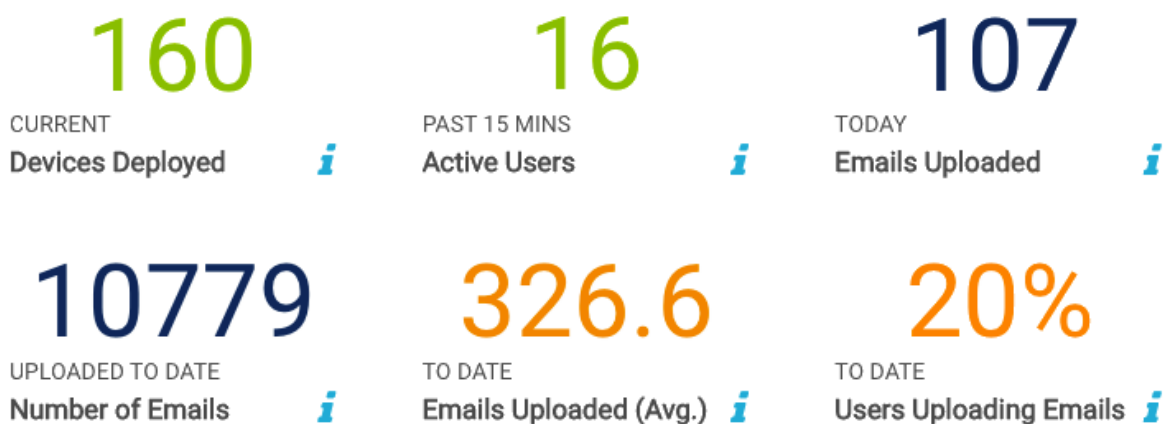 160
CURRENT
Devices Deployed i
16
PAST 15 MINS
Active Users i
107
TODAY
Emails Uploaded i
10779
UPLOADED TO DATE
Number of Emails i
326.6
TO DATE
Emails Uploaded (Avg.) i
20%
TO DATE
Users Uploading Emails i